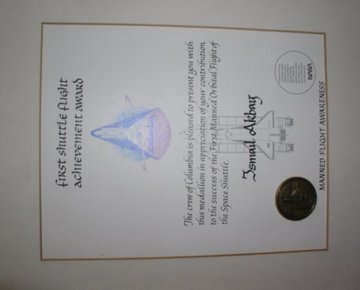 first shuttle flight
achievement award
The crew of Columbia is pleased to present you with
this medallion in appreciation of your contribution
to the success of the First Manned Orbital Flight of
the Space Shuttle.
Ismail Akbay
NASA
MANNED FLIGHT AWARENESS